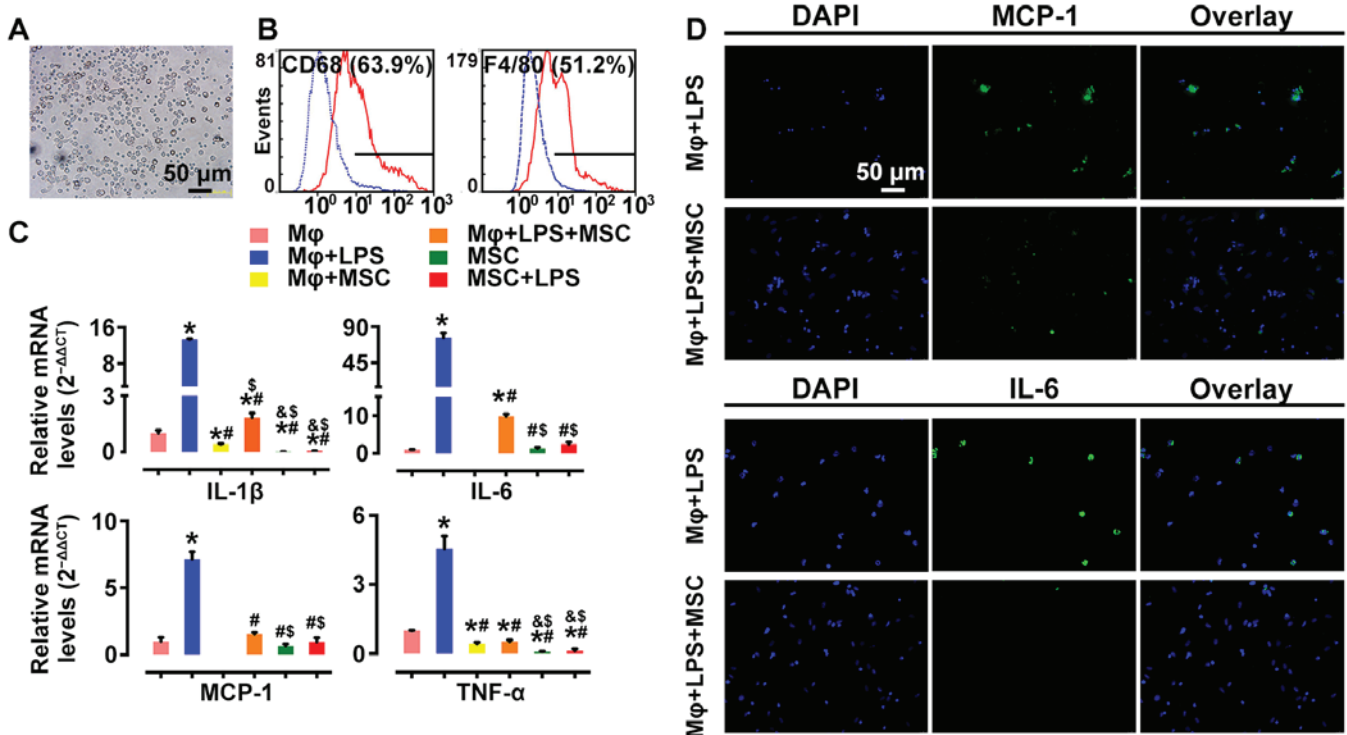 A
50 μm
B
81
CD68 (63.9%)
Events
0
10⁰ 10¹ 10² 10³
179
F4/80 (51.2%)
0
10⁰ 10¹ 10² 10³
C
Mφ
Mφ+LPS
Mφ+MSC
Mφ+LPS+MSC
MSC
MSC+LPS
Relative mRNA
levels (2⁻ΔΔCT)
16
8
3
0
*
*#
$
*#
&$
*#
&$
*#
IL-1β
90
45
10
0
*
*#
#$
#$
IL-6
Relative mRNA
levels (2⁻ΔΔCT)
10
5
0
*
#
#$
#$
MCP-1
6
3
0
*
*#
*#
&$
*#
&$
*#
TNF-α
D
DAPI MCP-1 Overlay
Mφ+LPS
50 μm
Mφ+LPS+MSC
DAPI IL-6 Overlay
Mφ+LPS
Mφ+LPS+MSC